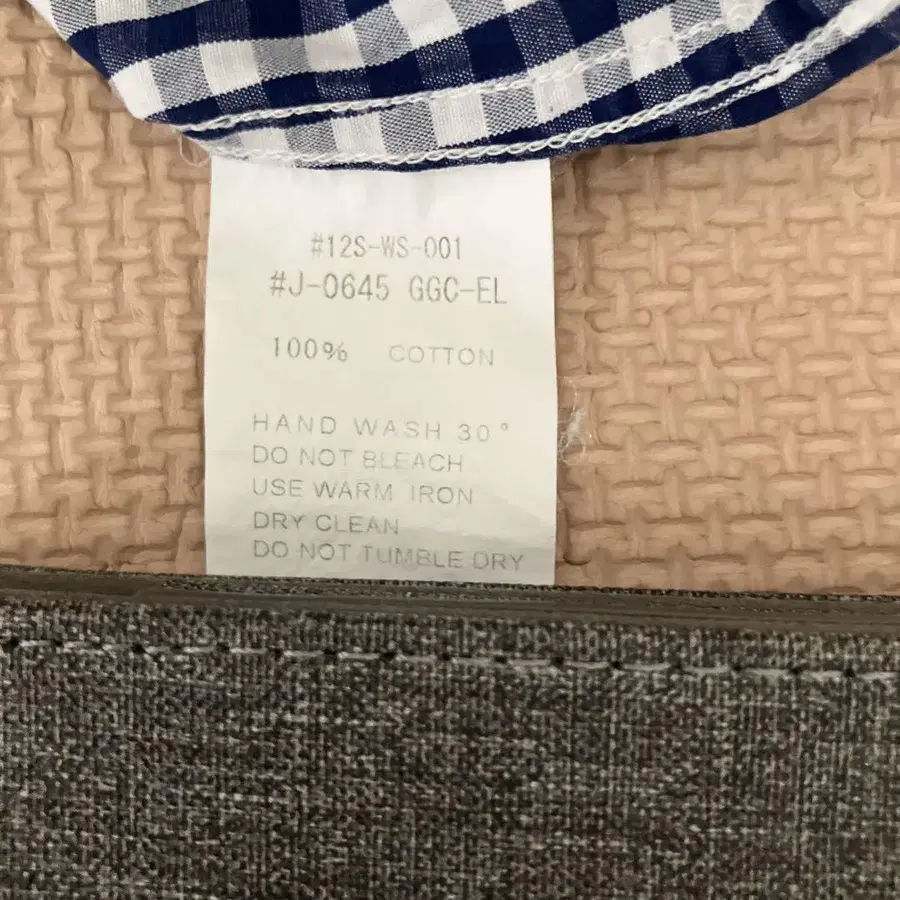 #12S-WS-001
#J-0645 GGC-EL
100% COTTON
HAND WASH 30°
DO NOT BLEACH
USE WARM IRON
DRY CLEAN
DO NOT TUMBLE DRY